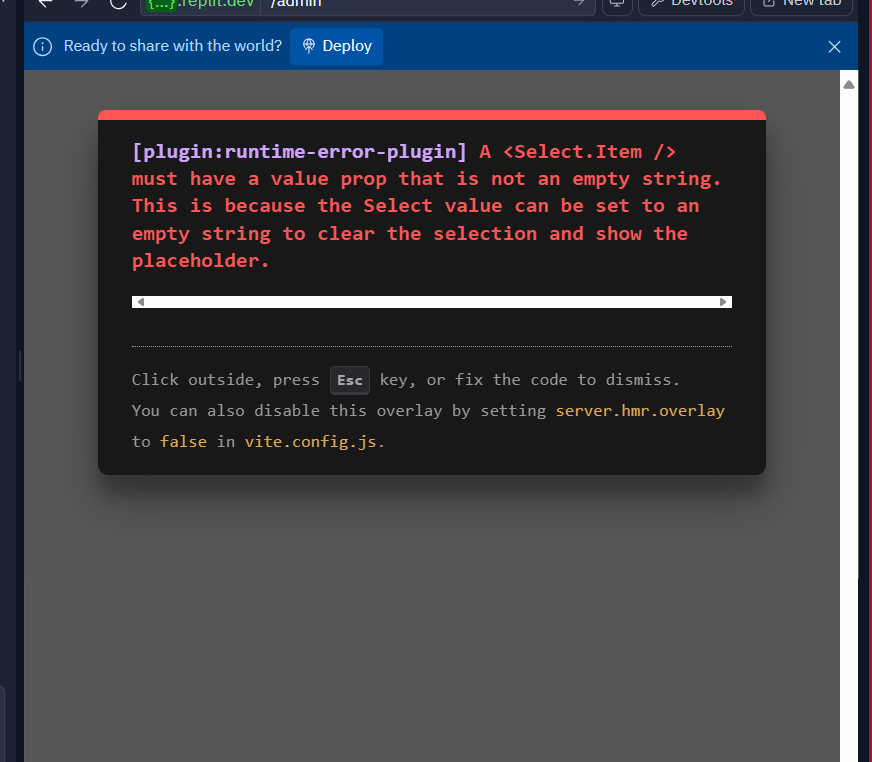 {...}.replit.dev /admin Devtools New tab
Ready to share with the world? Deploy
[plugin:runtime-error-plugin] A <Select.Item />
must have a value prop that is not an empty string.
This is because the Select value can be set to an
empty string to clear the selection and show the
placeholder.
Click outside, press Esc key, or fix the code to dismiss.
You can also disable this overlay by setting server.hmr.overlay
to false in vite.config.js.